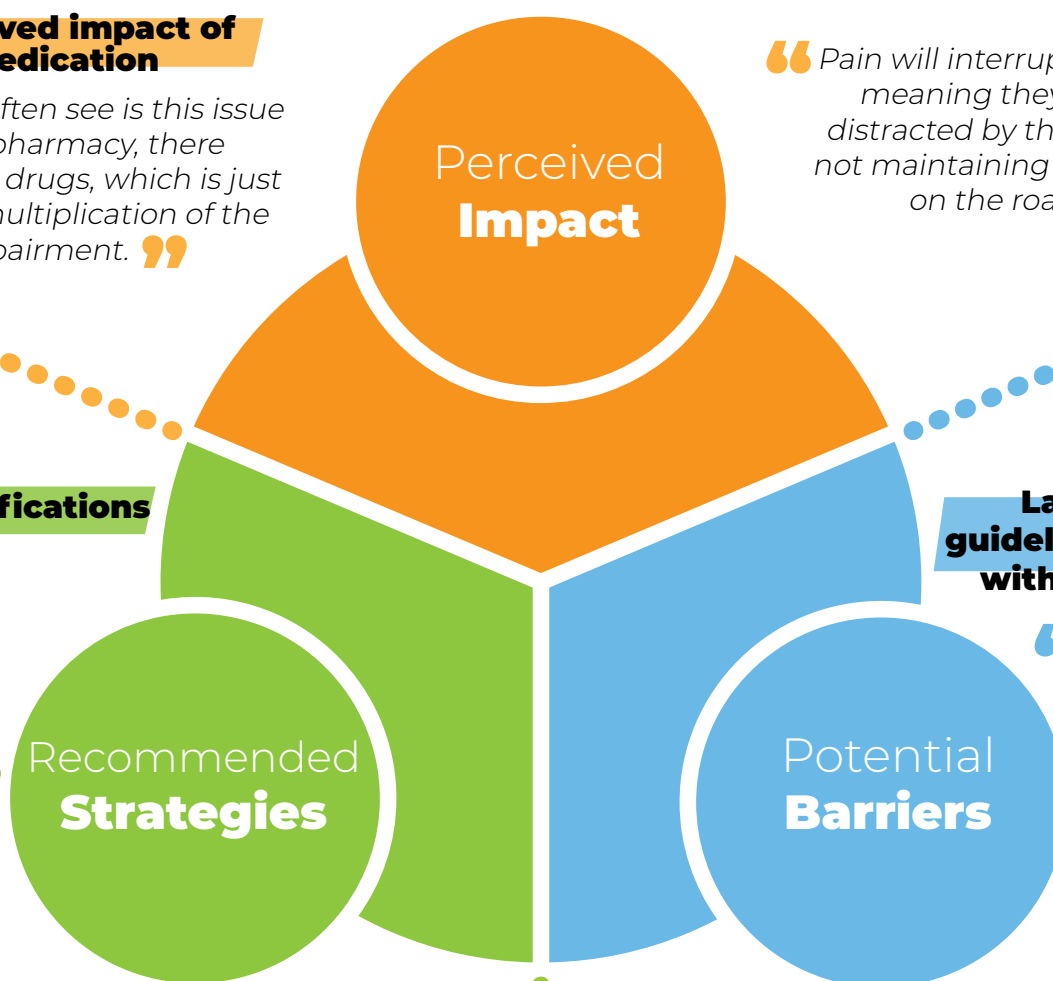 ved impact of
edication
ften see is this issue
pharmacy, there
drugs, which is just
multiplication of the
pairment. ”
Perceived
Impact
“ Pain will interrup
meaning they
distracted by th
not maintaining
on the roa
fications
La
guidel
with
“
Recommended
Strategies
Potential
Barriers